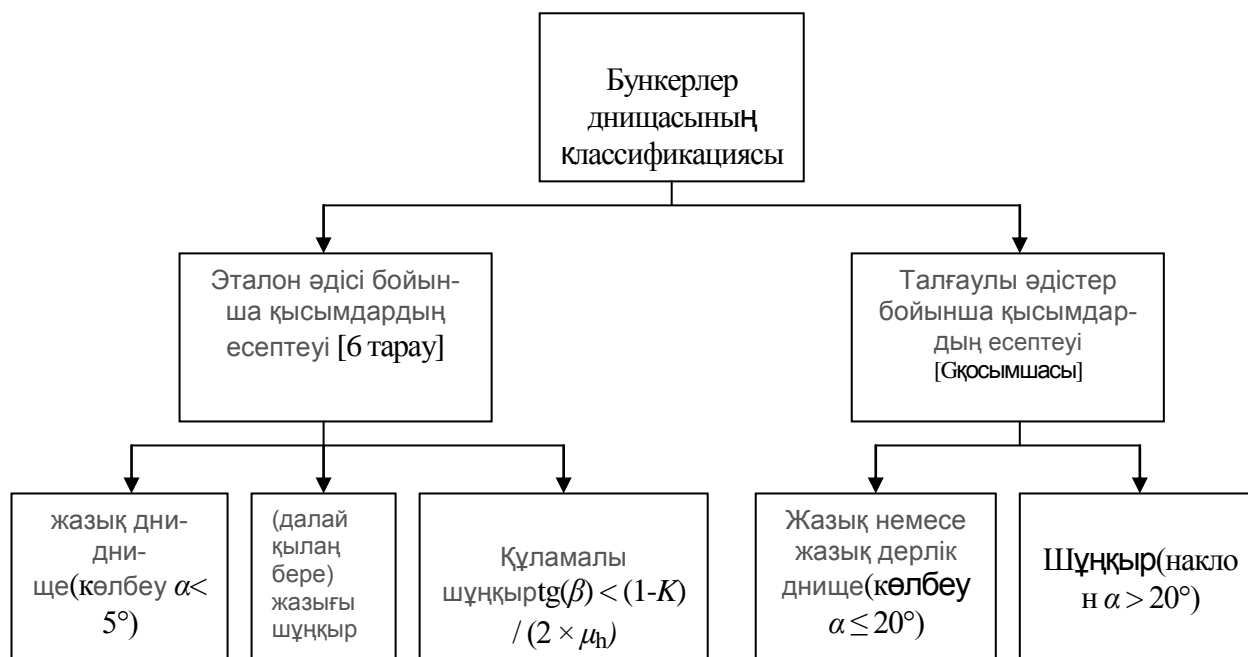 Бункерлер
днищасының
классификациясы
Эталон әдісі бойын-
ша қысымдардың
есептеуі [6 тарау]
Талғаулы әдістер
бойынша қысымдар-
дың есептеуі
[Gқосымшасы]
жазық дни-
дни-
ще(көлбеу α<
5°)
(далай
қылаң
бере)
жазығы
шұңқыр
Құламалы
шұңқырtg(β) < (1-K)
/ (2 × μh)
Жазық немесе
жазық дерлік
днище(көлбеу
α ≤ 20°)
Шұңқыр(накло
н α > 20°)